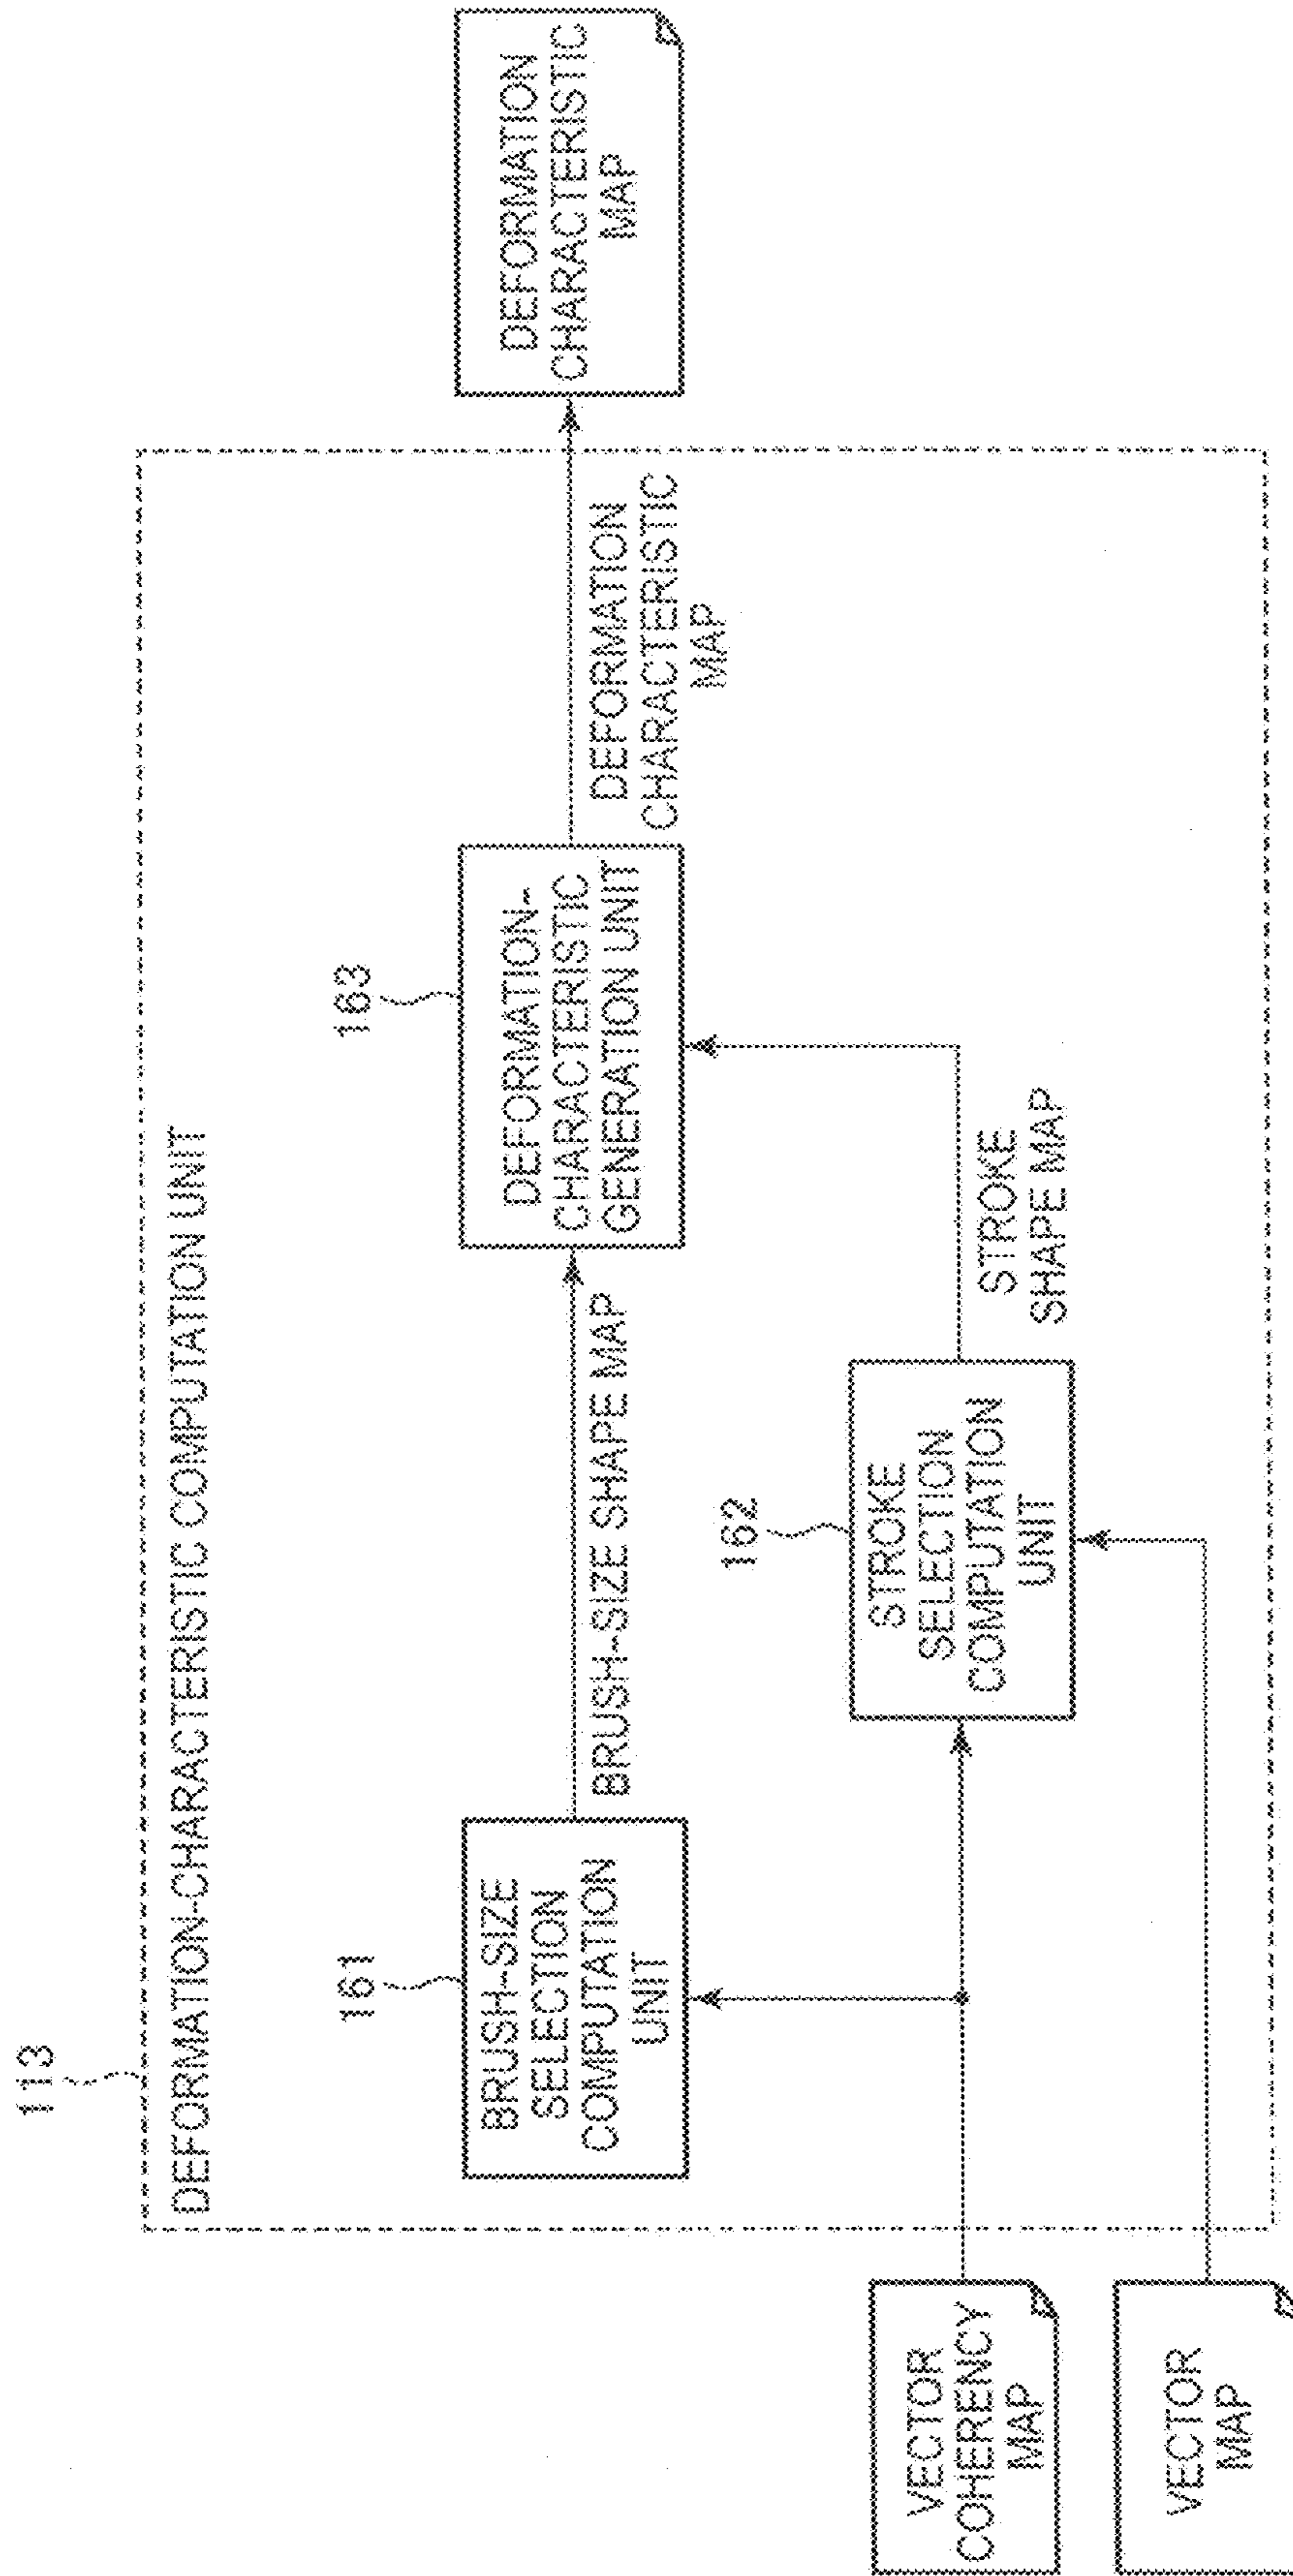 113
DEFORMATION-CHARACTERISTIC COMPUTATION UNIT
161
BRUSH-SIZE
SELECTION
COMPUTATION
UNIT
BRUSH-SIZE SHAPE MAP
163
DEFORMATION-
CHARACTERISTIC
GENERATION UNIT
DEFORMATION
CHARACTERISTIC
MAP
DEFORMATION
CHARACTERISTIC
MAP
162
STROKE
SELECTION
COMPUTATION
UNIT
STROKE
SHAPE MAP
VECTOR
COHERENCY
MAP
VECTOR
MAP